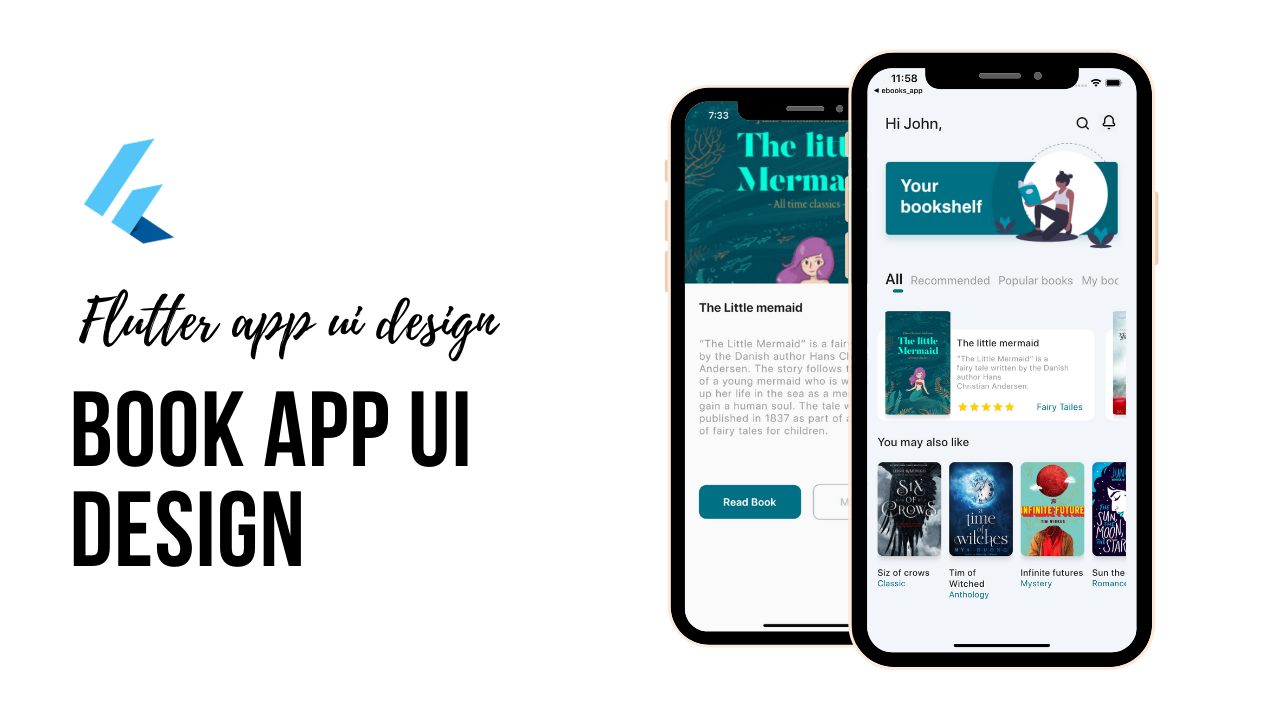 Flutter app ui design
BOOK APP UI
DESIGN
7:33
The litt
Merma
~ All time classics ~
The Little memaid
"The Little Mermaid" is a fair
by the Danish author Hans Cl
Andersen. The story follows t
of a young mermaid who is w
up her life in the sea as a me
gain a human soul. The tale w
published in 1837 as part of a
of fairy tales for children.
Read Book
M
11:58
◀ ebooks_app
Hi John,
Your
bookshelf
All Recommended Popular books My boo
The little
Mermaid
The little mermaid
"The Little Mermaid" is a
fairy tale written by the Danish
author Hans
Christian Andersen.
Fairy Tailes
You may also like
SIX
OF
CROWS
a
time
of
witches
THE
INFINITE FUTURE
TIM WIRKUS
THE
SUN,
THE
MOON,
THE
STAR
Siz of crows
Classic
Tim of
Witched
Anthology
Infinite futures
Mystery
Sun the
Romance